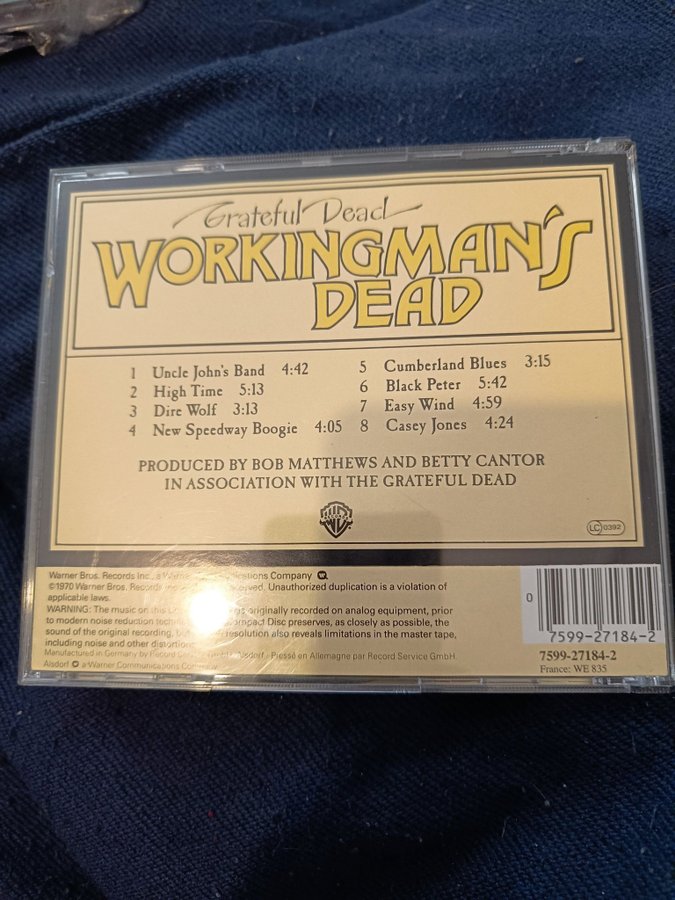 Grateful Dead
WORKINGMAN'S
DEAD
1 Uncle John's Band 4:42
2 High Time 5:13
3 Dire Wolf 3:13
4 New Speedway Boogie 4:05
5 Cumberland Blues 3:15
6 Black Peter 5:42
7 Easy Wind 4:59
8 Casey Jones 4:24
PRODUCED BY BOB MATTHEWS AND BETTY CANTOR
IN ASSOCIATION WITH THE GRATEFUL DEAD
WB
LC 0392
Warner Bros. Records Inc., a Warner Communications Company
©1970 Warner Bros. Records Unauthorized duplication is a violation of
applicable laws.
WARNING: The music on this originally recorded on analog equipment, prior
to modern noise reduction Compact Disc preserves, as closely as possible, the
sound of the original recording, but resolution also reveals limitations in the master tape,
including noise and other distortions
Manufactured in Germany by Record Alsdorf · Pressé en Allemagne par Record Service GmbH.
Alsdorf a Warner Communications Company
0
7599-27184-2
7599-27184-2
France: WE 835